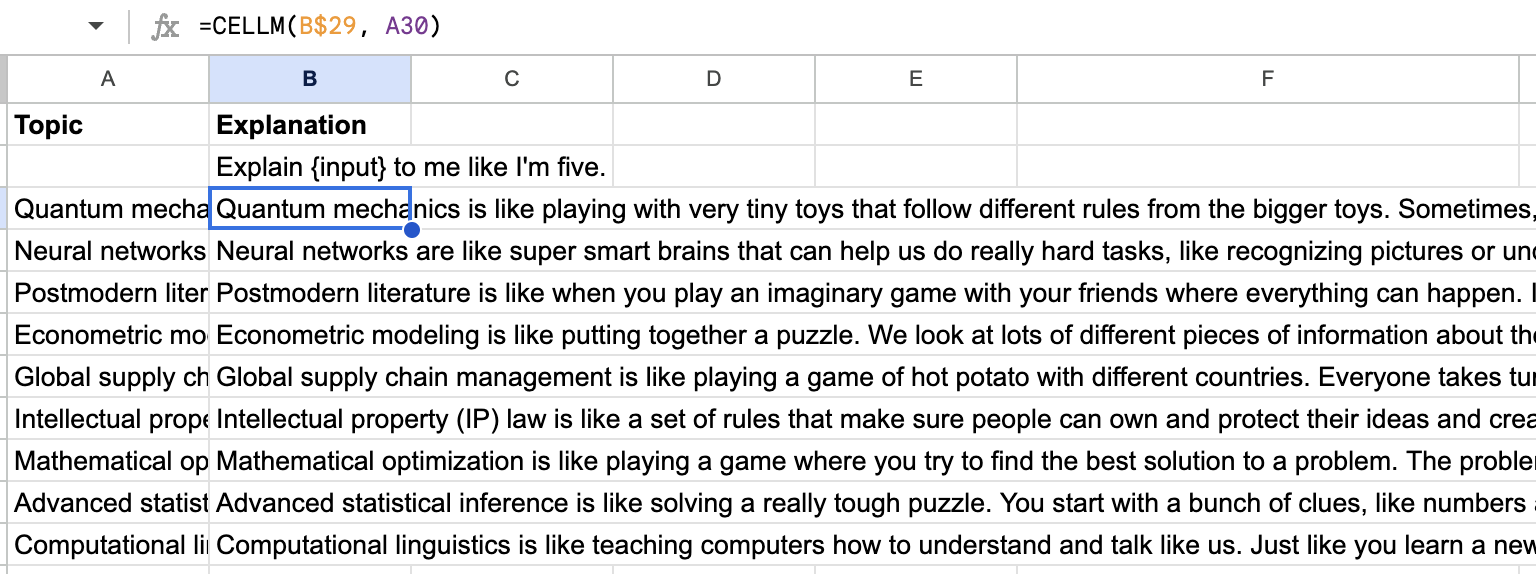 fx =CELLM(B$29, A30)
A B C D E F
Topic Explanation
Explain {input} to me like I'm five.
Quantum mecha Quantum mechanics is like playing with very tiny toys that follow different rules from the bigger toys. Sometimes,
Neural networks Neural networks are like super smart brains that can help us do really hard tasks, like recognizing pictures or und
Postmodern liter Postmodern literature is like when you play an imaginary game with your friends where everything can happen. I
Econometric mo Econometric modeling is like putting together a puzzle. We look at lots of different pieces of information about the
Global supply ch Global supply chain management is like playing a game of hot potato with different countries. Everyone takes tur
Intellectual prope Intellectual property (IP) law is like a set of rules that make sure people can own and protect their ideas and crea
Mathematical op Mathematical optimization is like playing a game where you try to find the best solution to a problem. The proble
Advanced statist Advanced statistical inference is like solving a really tough puzzle. You start with a bunch of clues, like numbers
Computational li Computational linguistics is like teaching computers how to understand and talk like us. Just like you learn a new